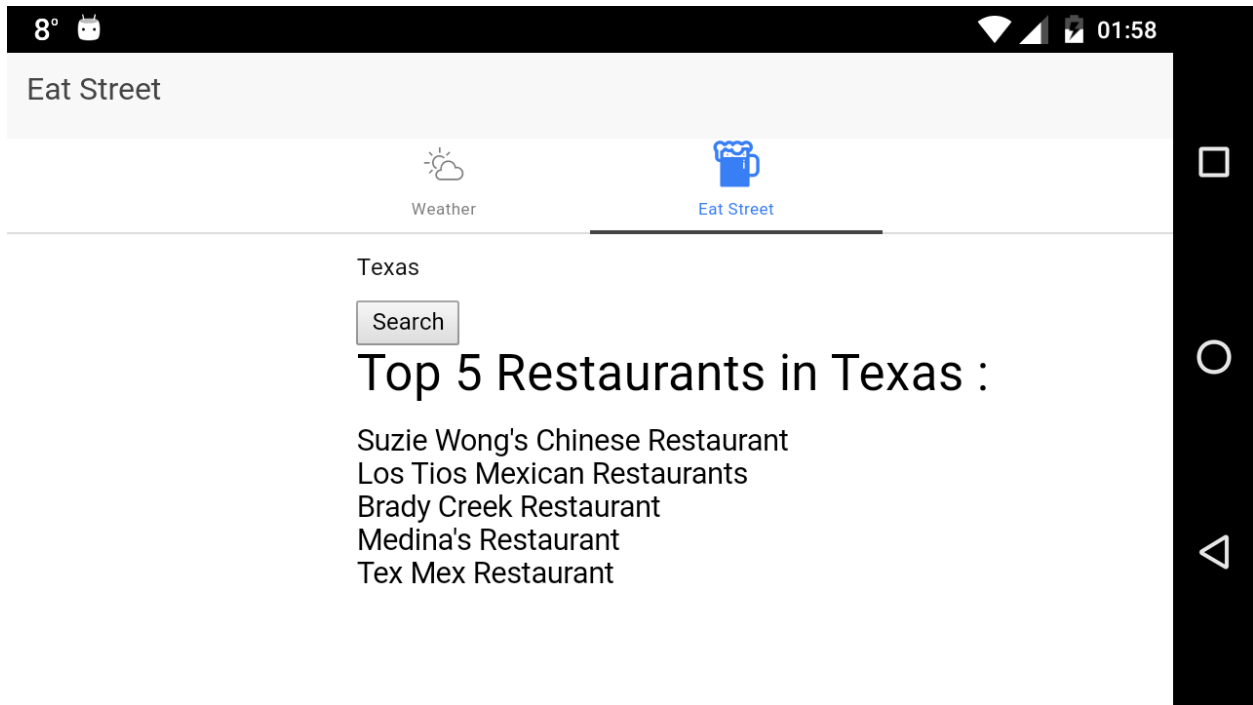 8° 01:58
Eat Street
Weather Eat Street
Texas
Search
Top 5 Restaurants in Texas :
Suzie Wong's Chinese Restaurant
Los Tios Mexican Restaurants
Brady Creek Restaurant
Medina's Restaurant
Tex Mex Restaurant